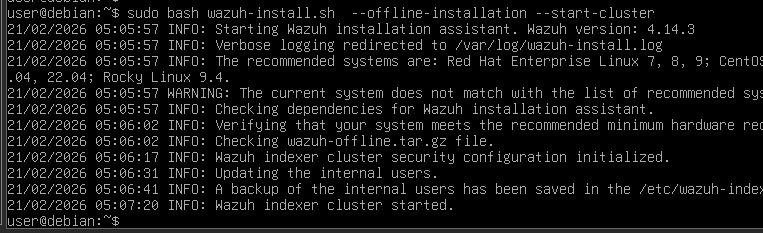 user@debian:~$ sudo bash wazuh-install.sh  --offline-installation --start-cluster
21/02/2026 05:05:57 INFO: Starting Wazuh installation assistant. Wazuh version: 4.14.3
21/02/2026 05:05:57 INFO: Verbose logging redirected to /var/log/wazuh-install.log
21/02/2026 05:05:57 INFO: The recommended systems are: Red Hat Enterprise Linux 7, 8, 9; CentOS
.04, 22.04; Rocky Linux 9.4.
21/02/2026 05:05:57 WARNING: The current system does not match with the list of recommended sys
21/02/2026 05:05:57 INFO: Checking dependencies for Wazuh installation assistant.
21/02/2026 05:06:02 INFO: Verifying that your system meets the recommended minimum hardware req
21/02/2026 05:06:02 INFO: Checking wazuh-offline.tar.gz file.
21/02/2026 05:06:17 INFO: Wazuh indexer cluster security configuration initialized.
21/02/2026 05:06:31 INFO: Updating the internal users.
21/02/2026 05:06:41 INFO: A backup of the internal users has been saved in the /etc/wazuh-index
21/02/2026 05:07:20 INFO: Wazuh indexer cluster started.
user@debian:~$